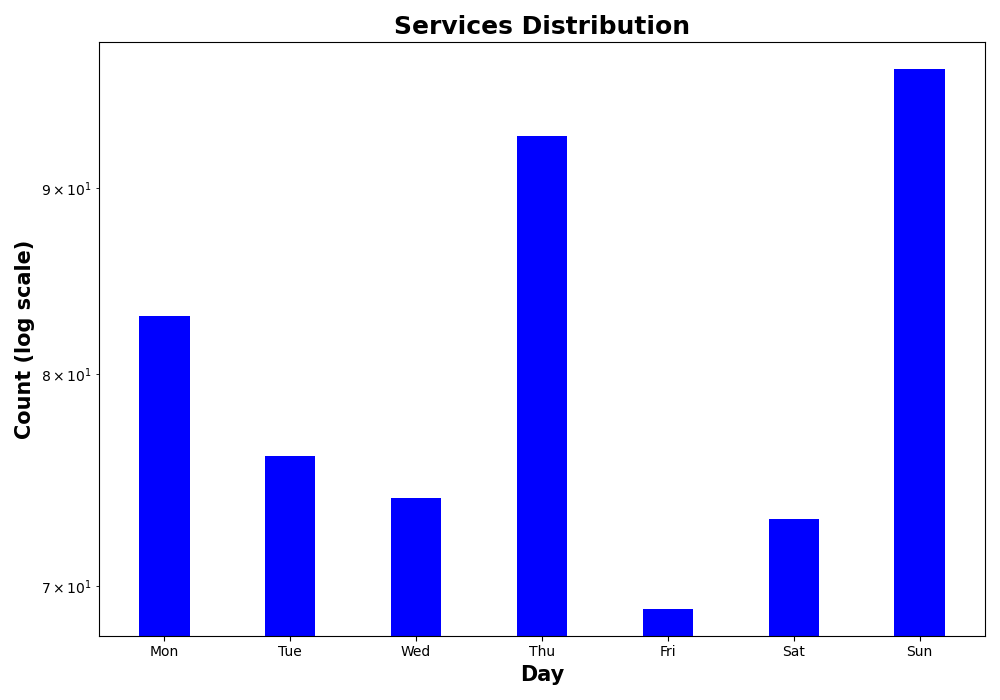 Services Distribution
Count (log scale)
9 × 10¹
8 × 10¹
7 × 10¹
Mon Tue Wed Thu Fri Sat Sun
Day